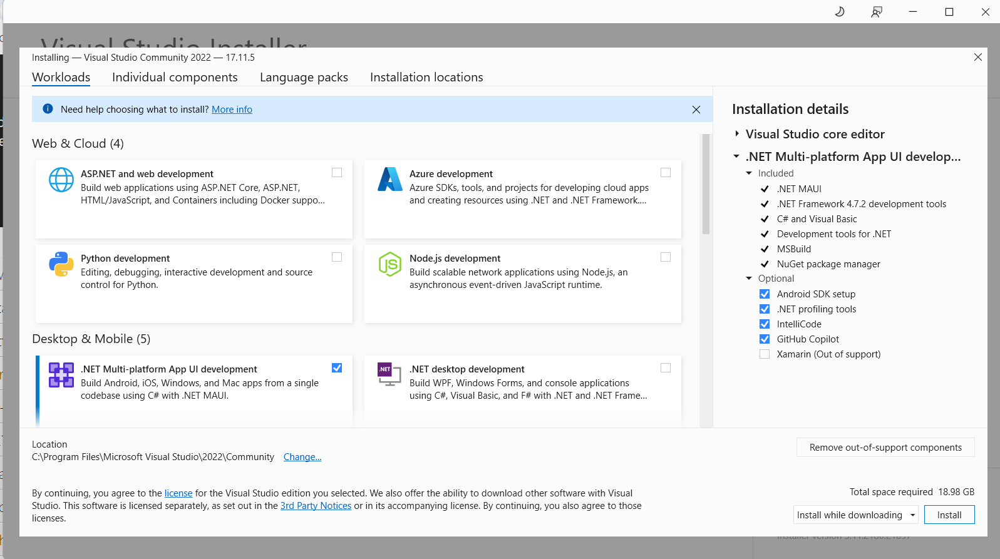 Visual Studio Installer
Installing — Visual Studio Community 2022 — 17.11.5
Workloads
Individual components
Language packs
Installation locations
Need help choosing what to install? More info
Web & Cloud (4)
ASP.NET and web development
Build web applications using ASP.NET Core, ASP.NET,
HTML/JavaScript, and Containers including Docker suppo...
Azure development
Azure SDKs, tools, and projects for developing cloud apps
and creating resources using .NET and .NET Framework....
Python development
Editing, debugging, interactive development and source
control for Python.
Node.js development
Build scalable network applications using Node.js, an
asynchronous event-driven JavaScript runtime.
Desktop & Mobile (5)
.NET Multi-platform App UI development
Build Android, iOS, Windows, and Mac apps from a single
codebase using C# with .NET MAUI.
.NET
.NET desktop development
Build WPF, Windows Forms, and console applications
using C#, Visual Basic, and F# with .NET and .NET Frame...
Installation details
Visual Studio core editor
.NET Multi-platform App UI develop...
Included
.NET MAUI
.NET Framework 4.7.2 development tools
C# and Visual Basic
Development tools for .NET
MSBuild
NuGet package manager
Optional
Android SDK setup
.NET profiling tools
IntelliCode
GitHub Copilot
Xamarin (Out of support)
Location
C:\Program Files\Microsoft Visual Studio\2022\Community Change...
Remove out-of-support components
By continuing, you agree to the license for the Visual Studio edition you selected. We also offer the ability to download other software with Visual
Studio. This software is licensed separately, as set out in the 3rd Party Notices or in its accompanying license. By continuing, you also agree to those
licenses.
Total space required 18.98 GB
Install while downloading
Install